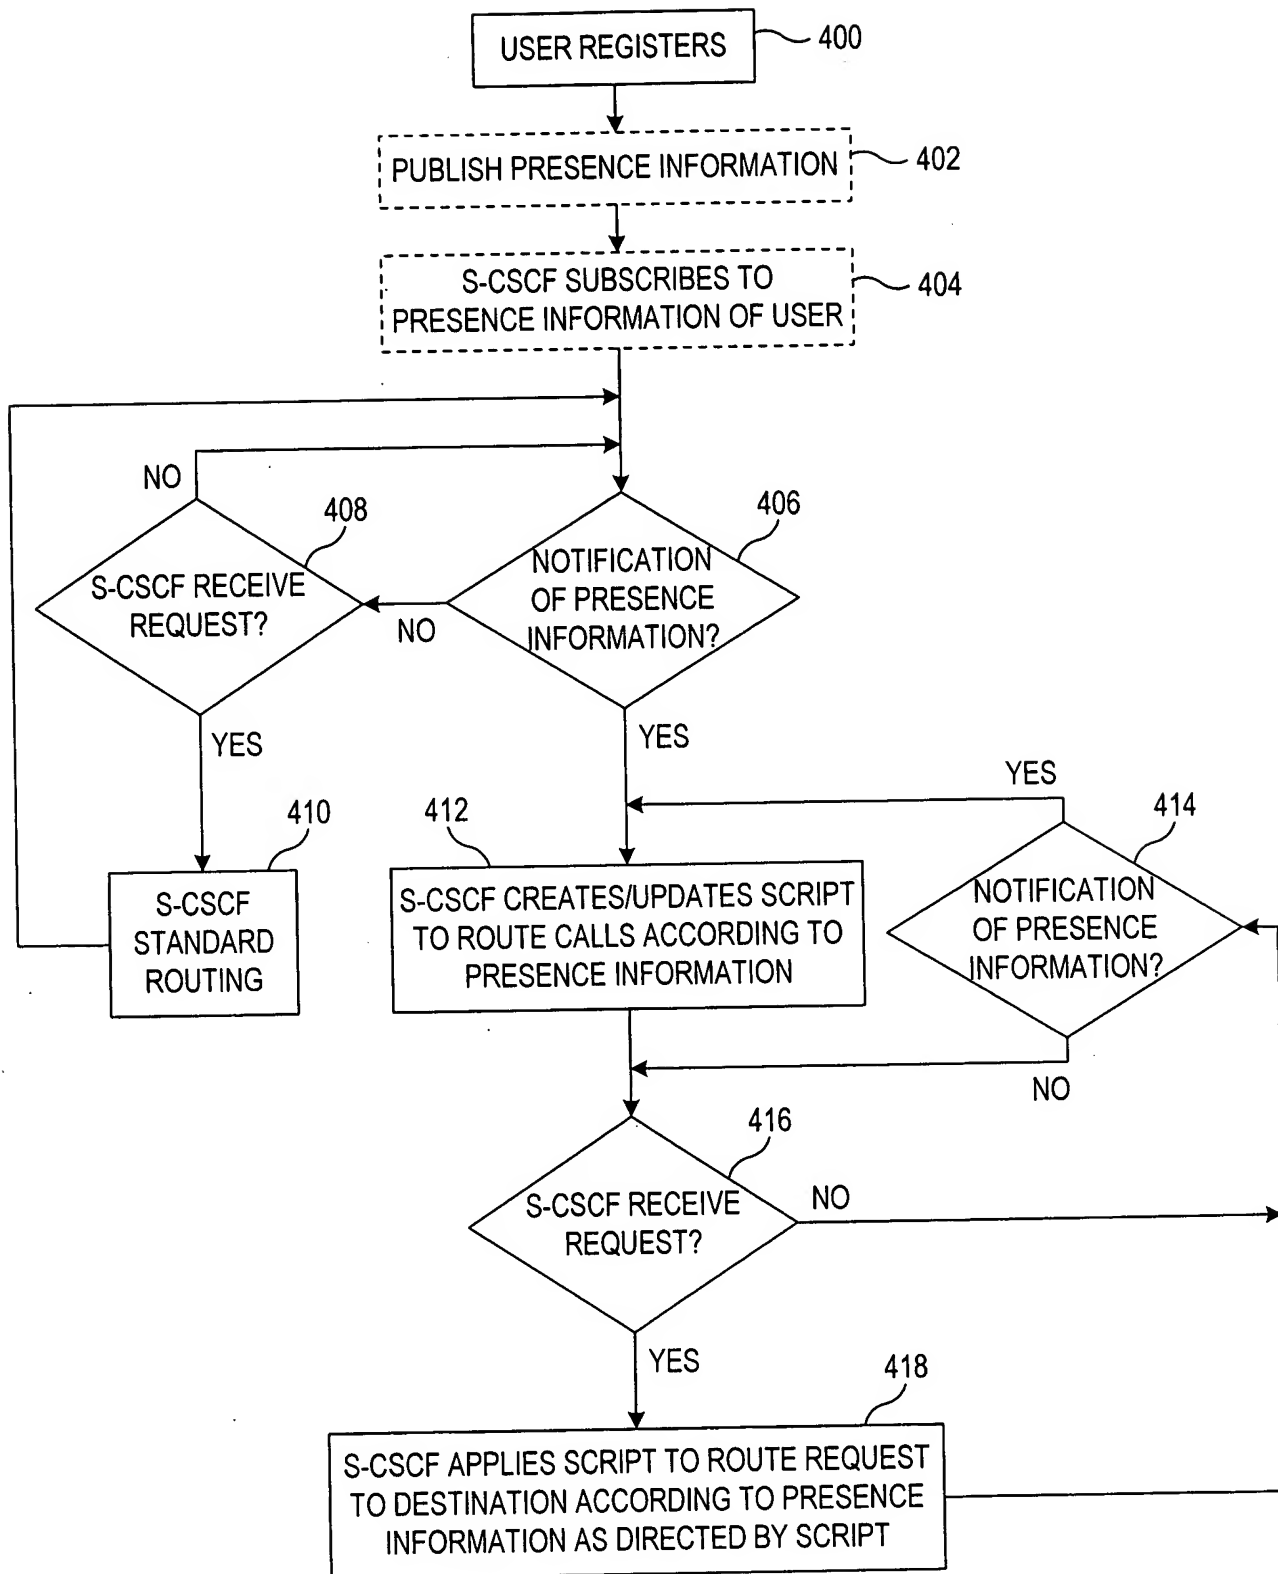 USER REGISTERS
400
PUBLISH PRESENCE INFORMATION
402
S-CSCF SUBSCRIBES TO
PRESENCE INFORMATION OF USER
404
NO
408
S-CSCF RECEIVE
REQUEST?
406
NOTIFICATION
OF PRESENCE
INFORMATION?
NO
YES
YES
410
S-CSCF
STANDARD
ROUTING
412
S-CSCF CREATES/UPDATES SCRIPT
TO ROUTE CALLS ACCORDING TO
PRESENCE INFORMATION
YES
414
NOTIFICATION
OF PRESENCE
INFORMATION?
NO
416
S-CSCF RECEIVE
REQUEST?
NO
YES
418
S-CSCF APPLIES SCRIPT TO ROUTE REQUEST
TO DESTINATION ACCORDING TO PRESENCE
INFORMATION AS DIRECTED BY SCRIPT